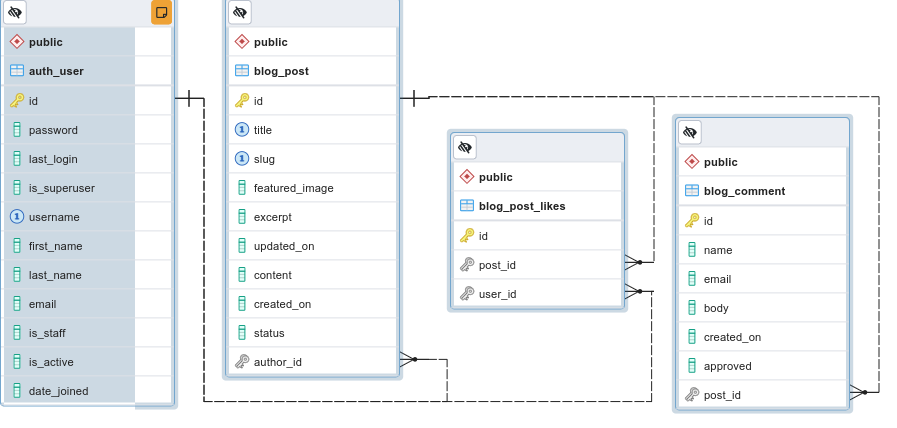 public
auth_user
id
password
last_login
is_superuser
username
first_name
last_name
email
is_staff
is_active
date_joined
public
blog_post
id
1 title
1 slug
featured_image
excerpt
updated_on
content
created_on
status
author_id
public
blog_post_likes
id
post_id
user_id
public
blog_comment
id
name
email
body
created_on
approved
post_id